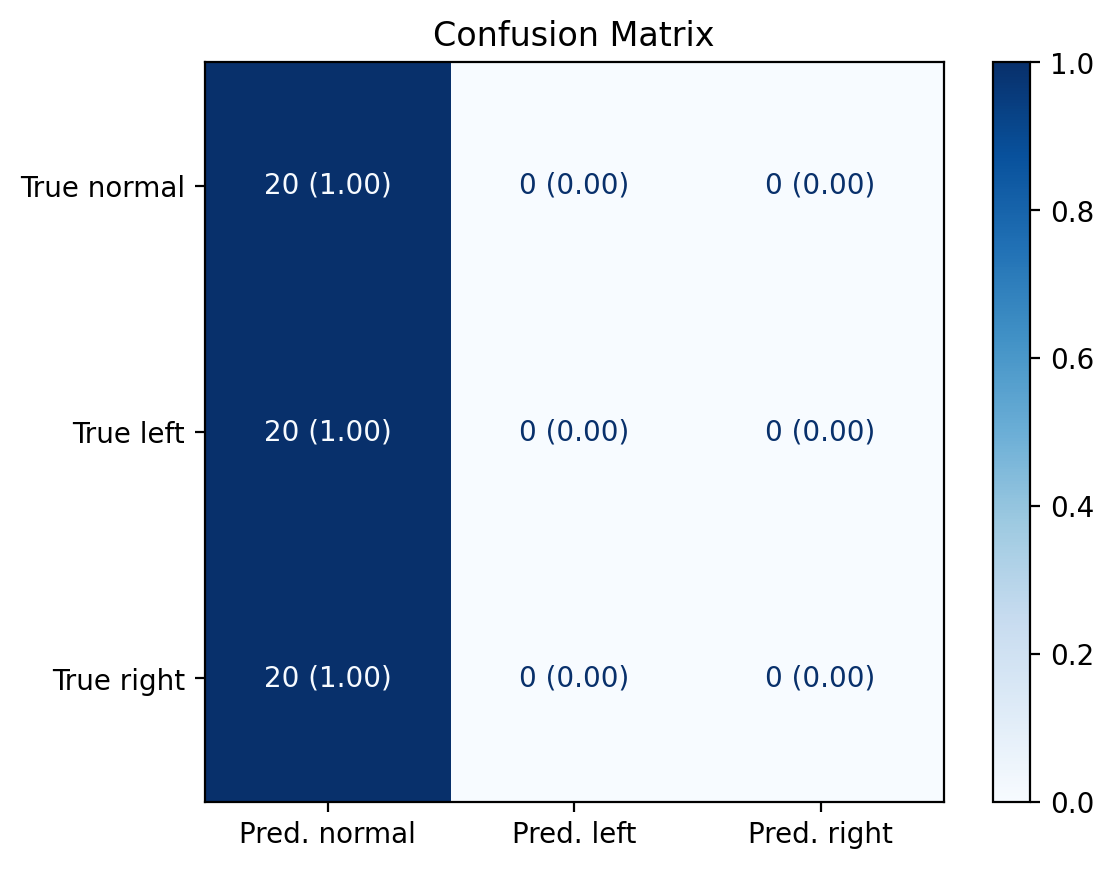 Confusion Matrix
True normal 20 (1.00) 0 (0.00) 0 (0.00)
True left 20 (1.00) 0 (0.00) 0 (0.00)
True right 20 (1.00) 0 (0.00) 0 (0.00)
Pred. normal Pred. left Pred. right
1.0
0.8
0.6
0.4
0.2
0.0